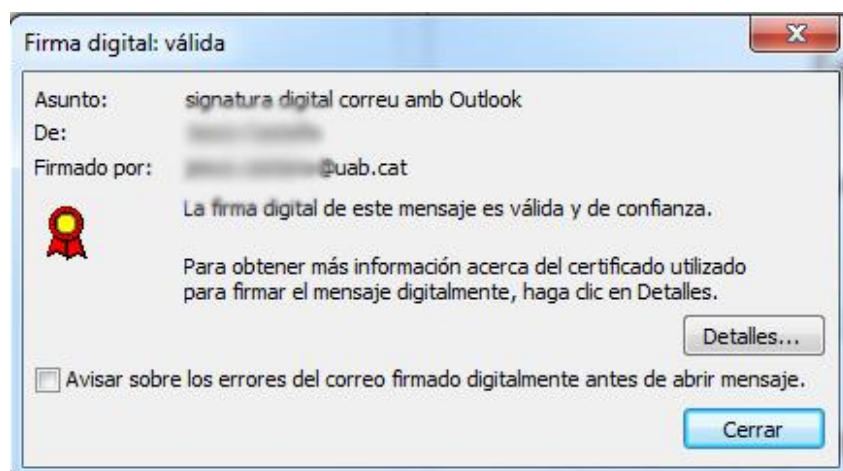 Firma digital: válida
Asunto: signatura digital correu amb Outlook
De:
Firmado por: @uab.cat
La firma digital de este mensaje es válida y de confianza.
Para obtener más información acerca del certificado utilizado
para firmar el mensaje digitalmente, haga clic en Detalles.
Detalles...
Avisar sobre los errores del correo firmado digitalmente antes de abrir mensaje.
Cerrar